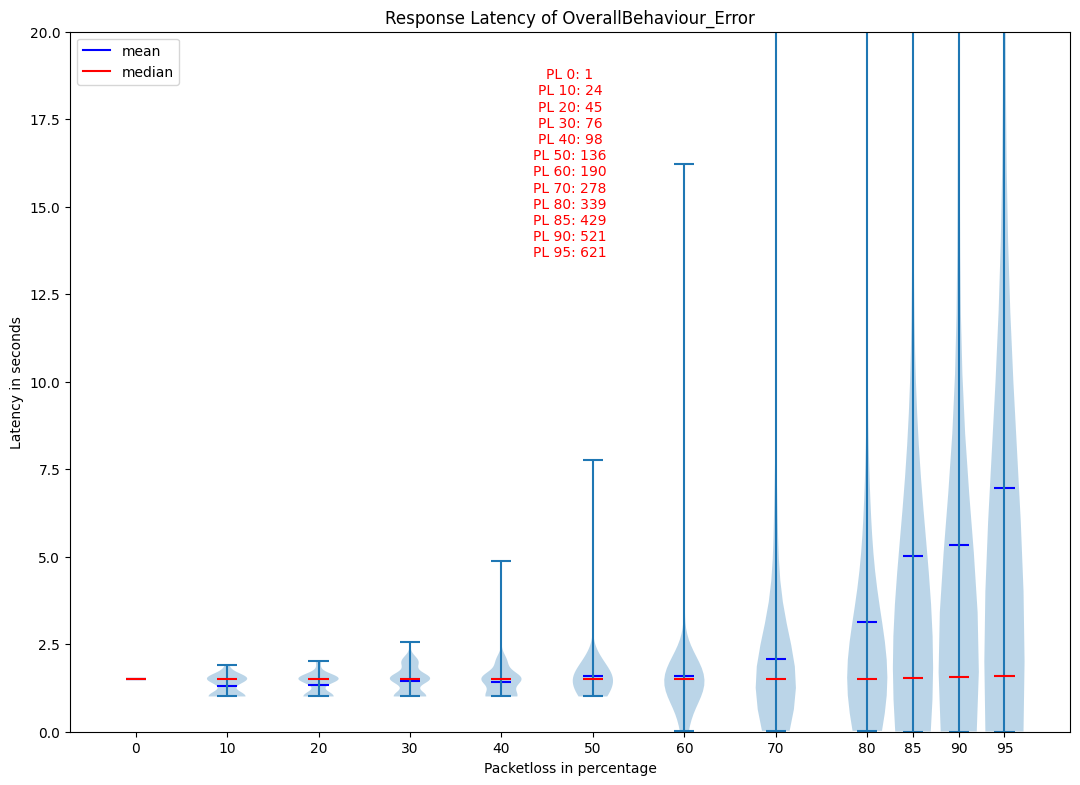 Response Latency of OverallBehaviour_Error
mean
median
PL 0: 1
PL 10: 24
PL 20: 45
PL 30: 76
PL 40: 98
PL 50: 136
PL 60: 190
PL 70: 278
PL 80: 339
PL 85: 429
PL 90: 521
PL 95: 621
Latency in seconds
20.0
17.5
15.0
12.5
10.0
7.5
5.0
2.5
0.0
0 10 20 30 40 50 60 70 80 85 90 95
Packetloss in percentage